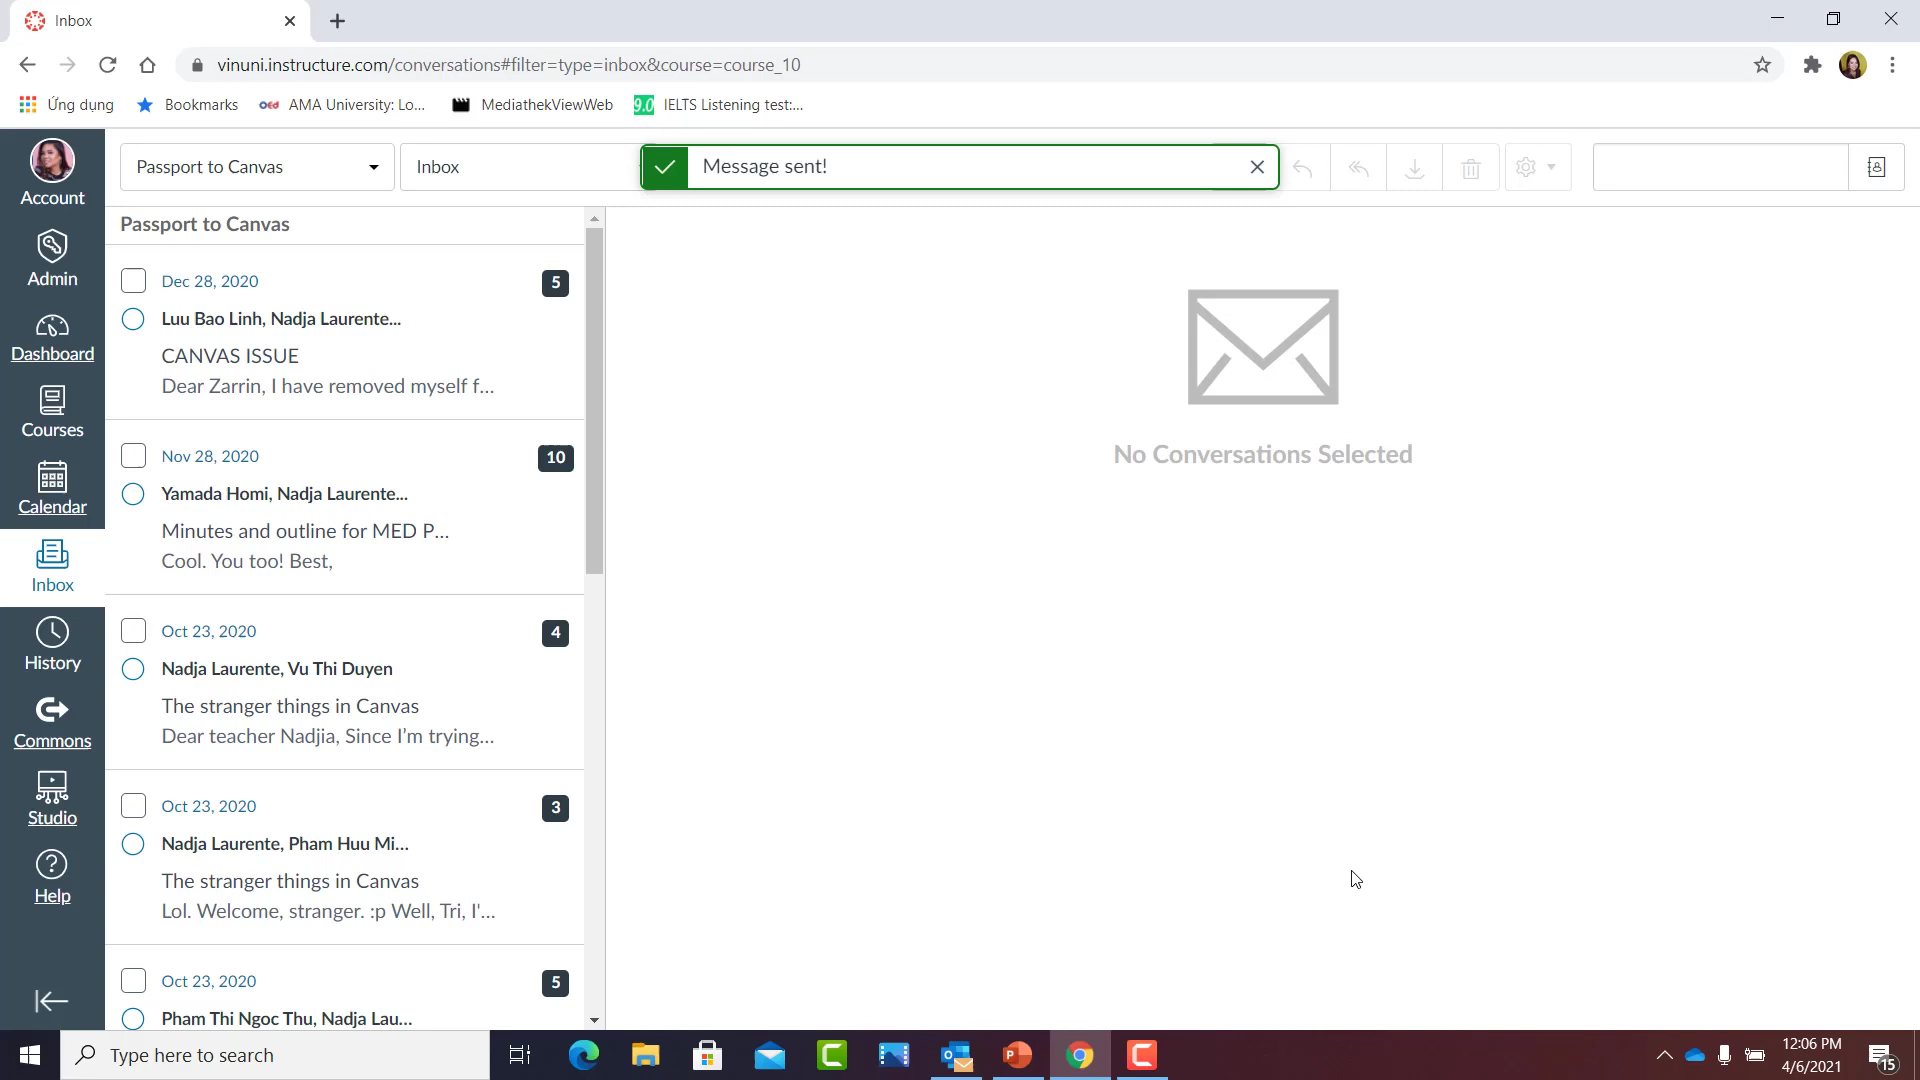 Inbox
vinuni.instructure.com/conversations#filter=type=inbox&course=course_10
Ứng dụng
Bookmarks
AMA University: Lo...
MediathekViewWeb
9.0
IELTS Listening test:...
Account
Admin
Dashboard
Courses
Calendar
Inbox
History
Commons
Studio
Help
Passport to Canvas
Inbox
Message sent!
Passport to Canvas
Dec 28, 2020
5
Luu Bao Linh, Nadja Laurente...
CANVAS ISSUE
Dear Zarrin, I have removed myself f...
Nov 28, 2020
10
Yamada Homi, Nadja Laurente...
Minutes and outline for MED P...
Cool. You too! Best,
Oct 23, 2020
4
Nadja Laurente, Vu Thi Duyen
The stranger things in Canvas
Dear teacher Nadjia, Since I'm trying...
Oct 23, 2020
3
Nadja Laurente, Pham Huu Mi...
The stranger things in Canvas
Lol. Welcome, stranger. :p Well, Tri, I'...
Oct 23, 2020
5
Pham Thi Ngoc Thu, Nadja Lau...
No Conversations Selected
Type here to search
12:06 PM
4/6/2021
15